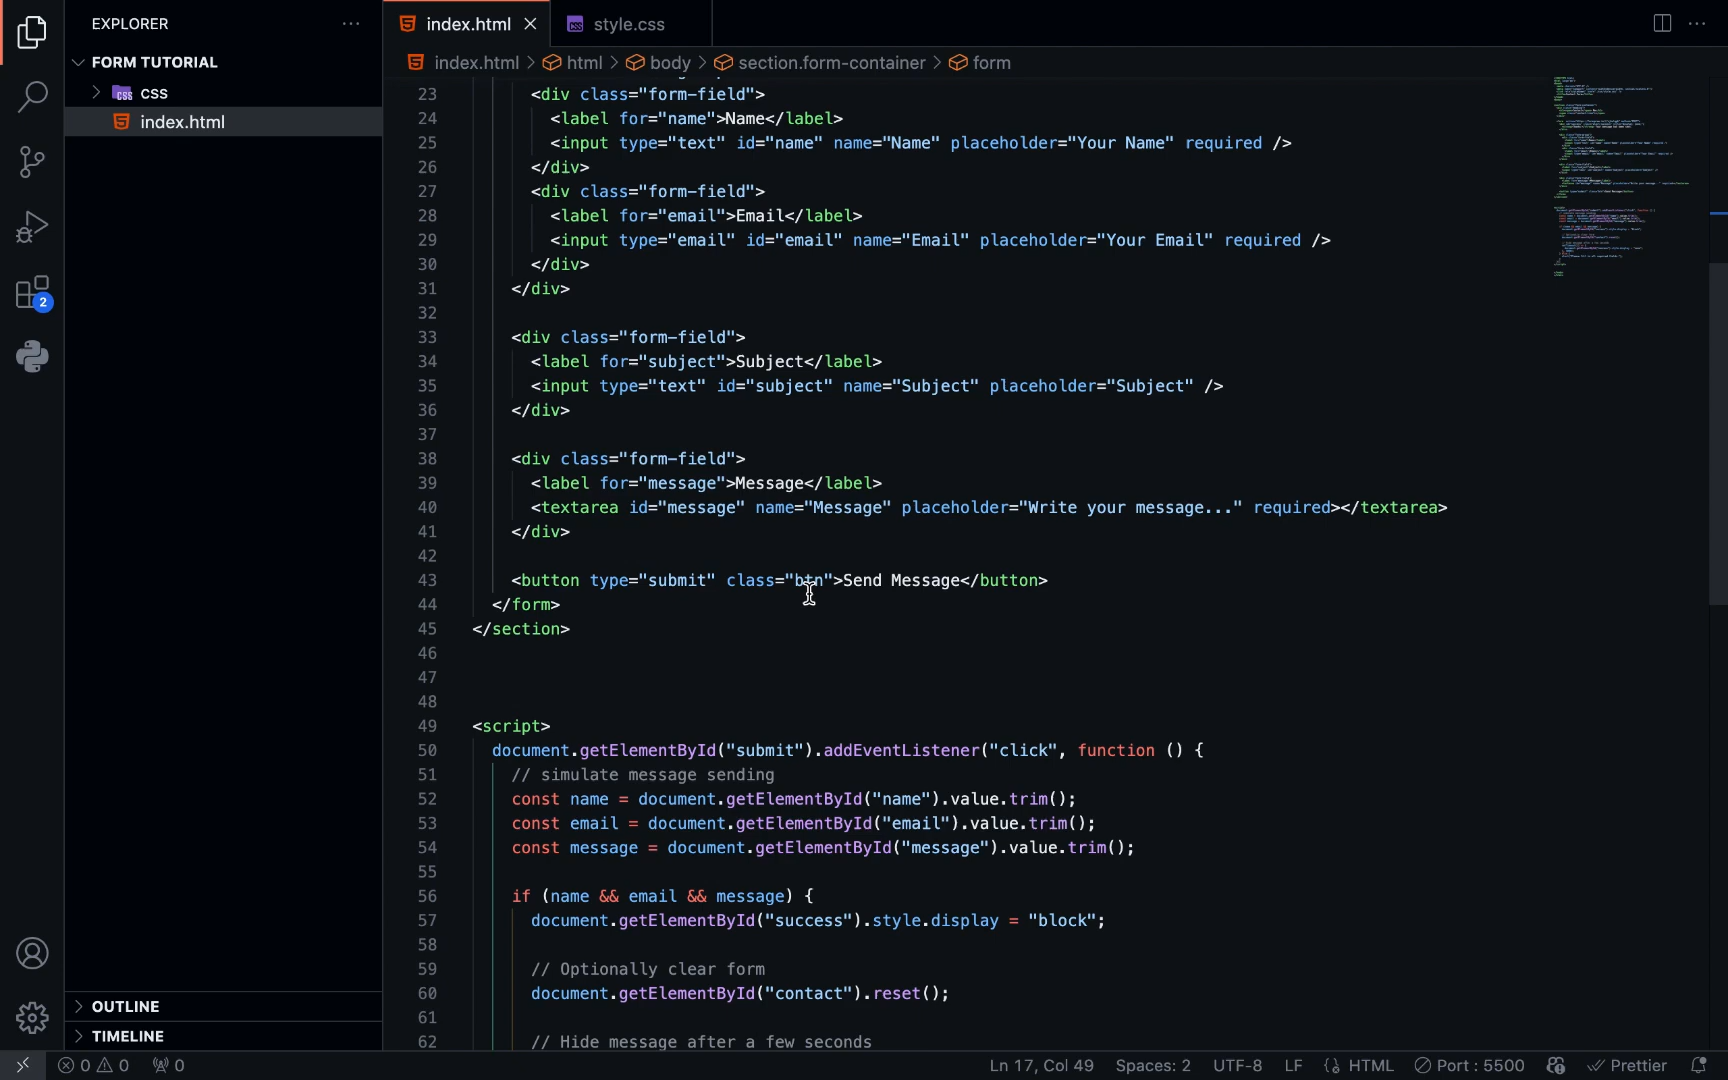 EXPLORER
FORM TUTORIAL
css
index.html
OUTLINE
TIMELINE
2
index.html
style.css
index.html > html > body > section.form-container > form
23 <div class="form-field">
24 <label for="name">Name</label>
25 <input type="text" id="name" name="Name" placeholder="Your Name" required />
26 </div>
27 <div class="form-field">
28 <label for="email">Email</label>
29 <input type="email" id="email" name="Email" placeholder="Your Email" required />
30 </div>
31 </div>
32
33 <div class="form-field">
34 <label for="subject">Subject</label>
35 <input type="text" id="subject" name="Subject" placeholder="Subject" />
36 </div>
37
38 <div class="form-field">
39 <label for="message">Message</label>
40 <textarea id="message" name="Message" placeholder="Write your message..." required></textarea>
41 </div>
42
43 <button type="submit" class="btn">Send Message</button>
44 </form>
45 </section>
46
47
48
49 <script>
50 document.getElementById("submit").addEventListener("click", function () {
51 // simulate message sending
52 const name = document.getElementById("name").value.trim();
53 const email = document.getElementById("email").value.trim();
54 const message = document.getElementById("message").value.trim();
55
56 if (name && email && message) {
57 document.getElementById("success").style.display = "block";
58
59 // Optionally clear form
60 document.getElementById("contact").reset();
61
62 // Hide message after a few seconds
0 0 0 Ln 17, Col 49 Spaces: 2 UTF-8 LF {} HTML Port : 5500 Prettier